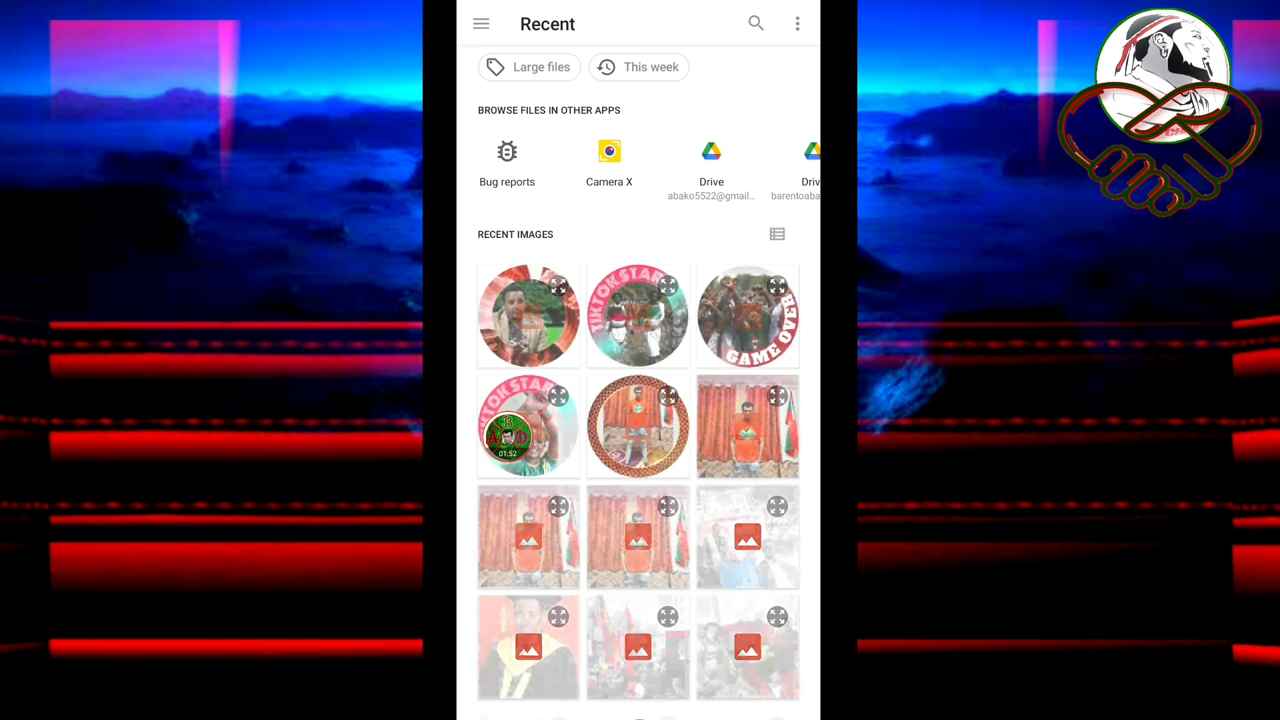 Recent
Large files
This week
BROWSE FILES IN OTHER APPS
Bug reports
Camera X
Drive
Driv
abako5522@gmail...
barentoaba
RECENT IMAGES
TIKTOK STAR
GAME OVER
TIKTOK STAR
B
01:52